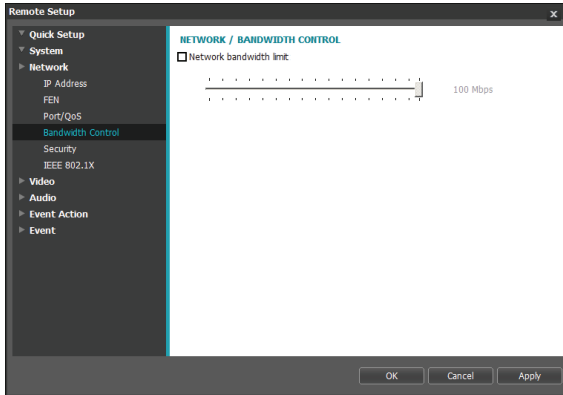 Remote Setup
x
Quick Setup
System
Network
IP Address
FEN
Port/QoS
Bandwidth Control
Security
IEEE 802.1X
Video
Audio
Event Action
Event
NETWORK / BANDWIDTH CONTROL
Network bandwidth limit
100 Mbps
OK
Cancel
Apply